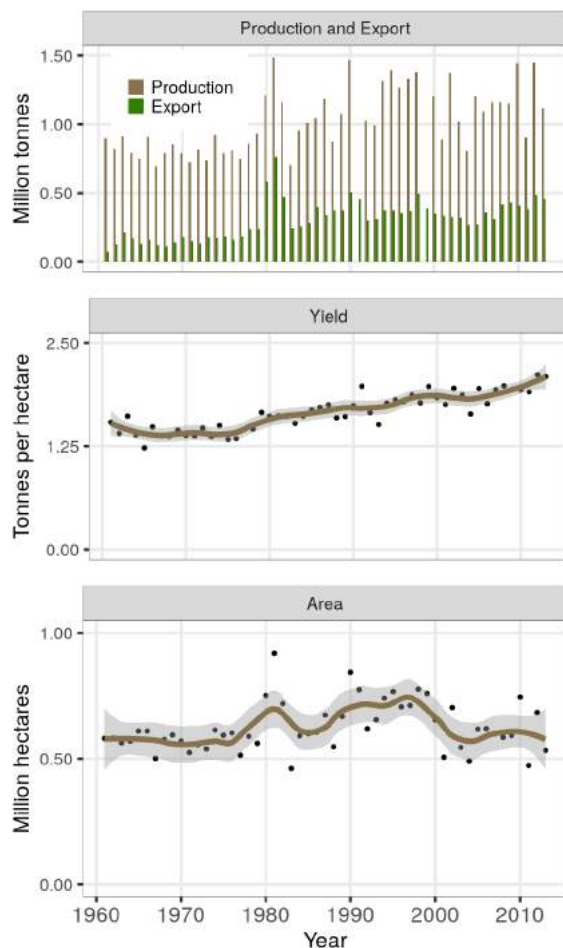 Production and Export
Million tonnes
1.50
1.00
0.50
0.00
Production
Export
Yield
Tonnes per hectare
2.50
1.25
0.00
Area
Million hectares
1.00
0.50
0.00
1960 1970 1980 1990 2000 2010
Year